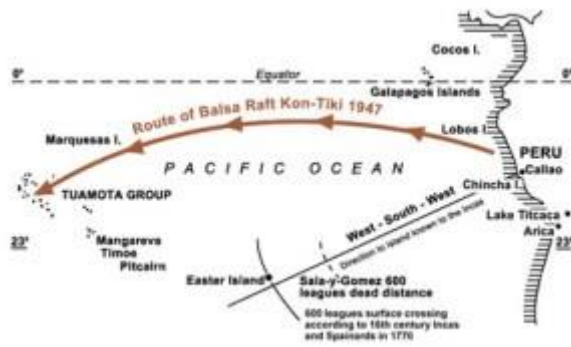 Cocos I.
0°
Equator
0°
Galapagos Islands
Route of Balsa Raft Kon-Tiki 1947
Marquesas I.
Lobos I.
PERU
Callao
PACIFIC OCEAN
Chincha I.
TUAMOTA GROUP
West - South - West
Direction to Island known to the Incas
Lake Titcaca
Arica
23°
23°
Mangareva
Timoe
Pitcairn
Easter Island
Sala-y-Gomez 600
leagues dead distance
600 leagues surface crossing
according to 16th century Incas
and Spainards in 1770